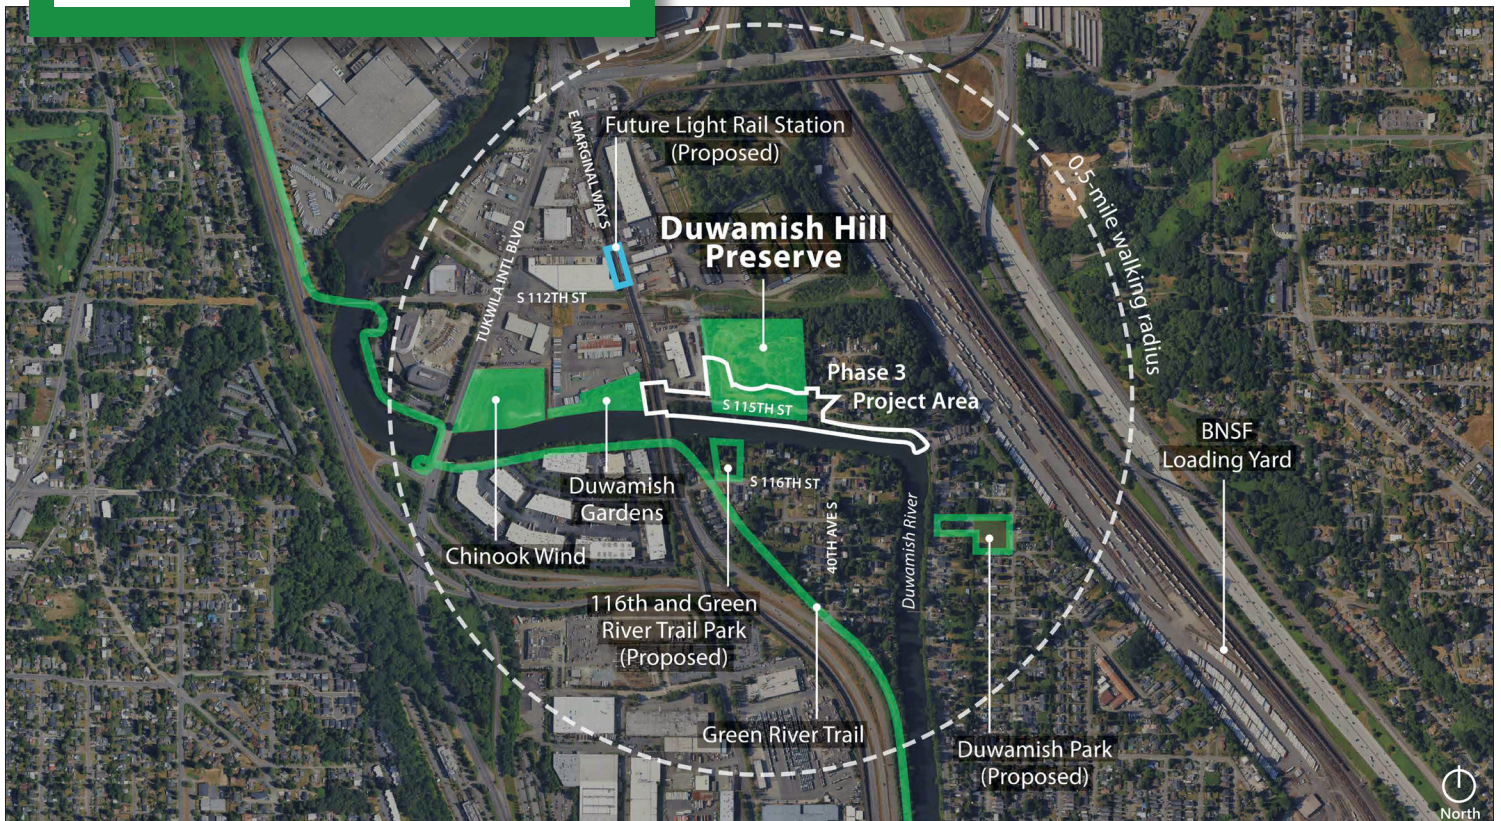 Future Light Rail Station
(Proposed)
E MARGINAL WAY S
0.5-mile walking radius
Duwamish Hill
Preserve
TUKWILA INTL BLVD
S 112TH ST
Phase 3
Project Area
S 115TH ST
BNSF
Loading Yard
S 116TH ST
Duwamish
Gardens
40TH AVE S
Duwamish River
Chinook Wind
116th and Green
River Trail Park
(Proposed)
Green River Trail
Duwamish Park
(Proposed)
North